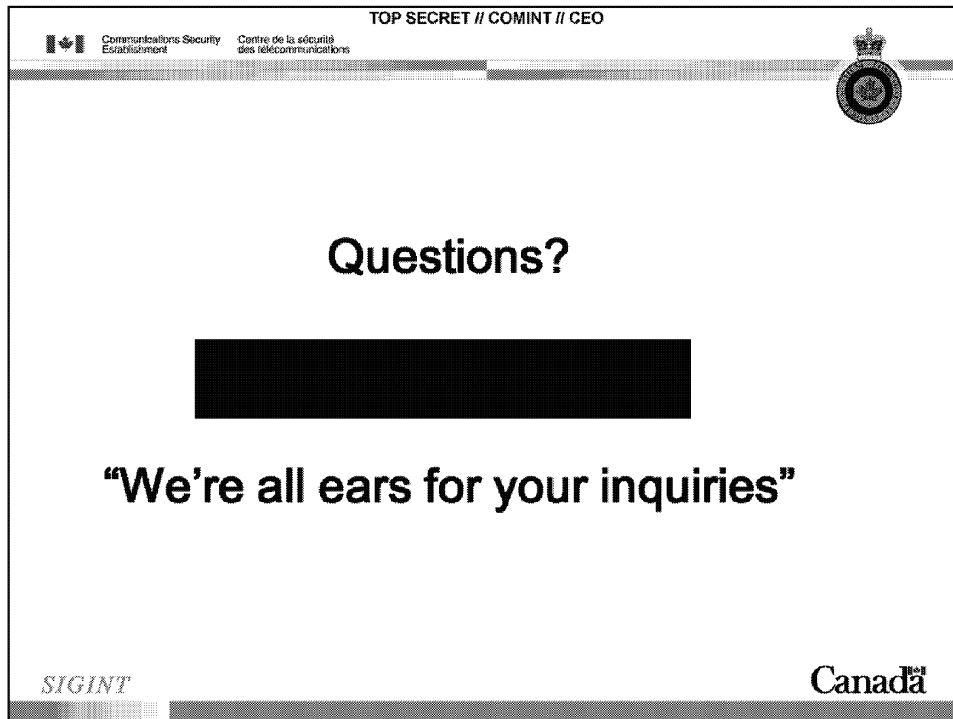 TOP SECRET // COMINT // CEO
Communications Security Establishment
Centre de la sécurité des télécommunications
Questions?
“We’re all ears for your inquiries”
SIGINT
Canada